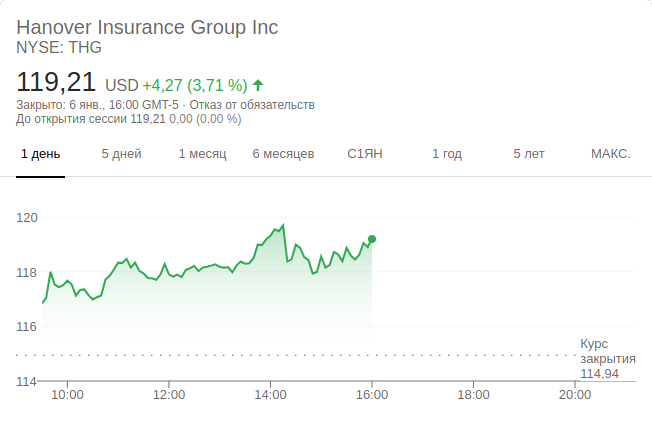 Hanover Insurance Group Inc
NYSE: THG
119,21 USD +4,27 (3,71 %)
Закрыто: 6 янв., 16:00 GMT-5 · Отказ от обязательств
До открытия сессии 119,21 0,00 (0,00 %)
1 день 5 дней 1 месяц 6 месяцев С1ЯН 1 год 5 лет МАКС.
120
118
116
Курс
закрытия
114,94
114
10:00 12:00 14:00 16:00 18:00 20:00